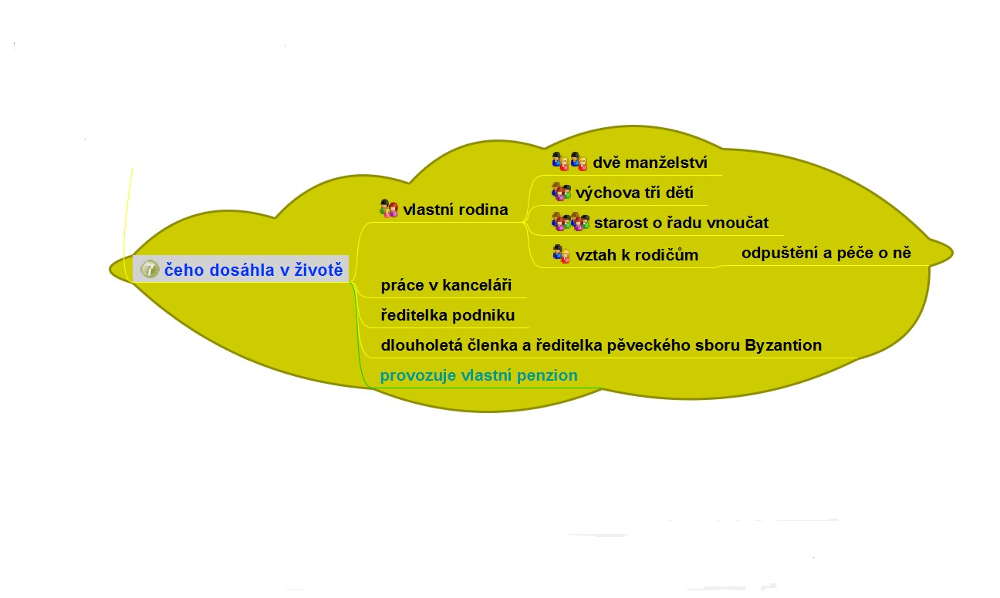 7 čeho dosáhla v životě
vlastní rodina
dvě manželství
výchova tří dětí
starost o řadu vnoučat
vztah k rodičům
odpuštění a péče o ně
práce v kanceláři
ředitelka podniku
dlouholetá členka a ředitelka pěveckého sboru Byzantion
provozuje vlastní penzion